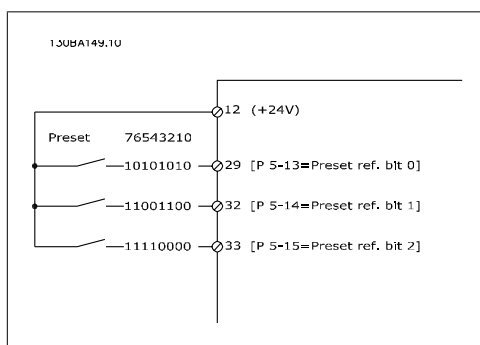 130BA149.10
12 (+24V)
Preset 76543210
10101010 29 [P 5-13=Preset ref. bit 0]
11001100 32 [P 5-14=Preset ref. bit 1]
11110000 33 [P 5-15=Preset ref. bit 2]